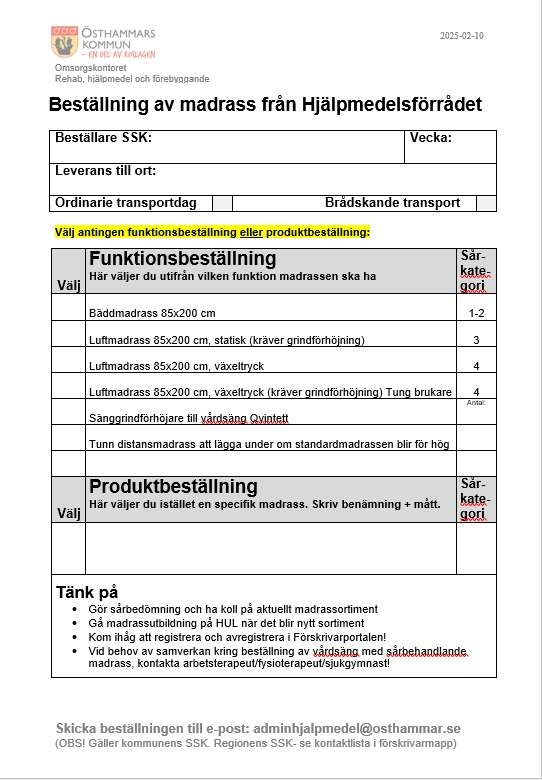 ÖSTHAMMARS
KOMMUN
– EN DEL AV ROSLAGEN
2025-02-10
Omsorgskontoret
Rehab, hjälpmedel och förebyggande
Beställning av madrass från Hjälpmedelsförrådet
Beställare SSK:
Vecka:
Leverans till ort:
Ordinarie transportdag
Brådskande transport
Välj antingen funktionsbeställning eller produktbeställning:
Välj
Funktionsbeställning
Här väljer du utifrån vilken funktion madrassen ska ha
Sår-
kate-
gori
Bäddmadrass 85x200 cm 1-2
Luftmadrass 85x200 cm, statisk (kräver grindförhöjning) 3
Luftmadrass 85x200 cm, växeltryck 4
Luftmadrass 85x200 cm, växeltryck (kräver grindförhöjning) Tung brukare 4
Antal:
Sänggrindförhöjare till vårdsäng Qvintett
Tunn distansmadrass att lägga under om standardmadrassen blir för hög
Välj
Produktbeställning
Här väljer du istället en specifik madrass. Skriv benämning + mått.
Sår-
kate-
gori
Tänk på
• Gör sårbedömning och ha koll på aktuellt madrassortiment
• Gå madrassutbildning på HUL när det blir nytt sortiment
• Kom ihåg att registrera och avregistrera i Förskrivarportalen!
• Vid behov av samverkan kring beställning av vårdsäng med sårbehandlande
madrass, kontakta arbetsterapeut/fysioterapeut/sjukgymnast!
Skicka beställningen till e-post: adminhjalpmedel@osthammar.se
(OBS! Gäller kommunens SSK. Regionens SSK- se kontaktlista i förskrivarmapp)